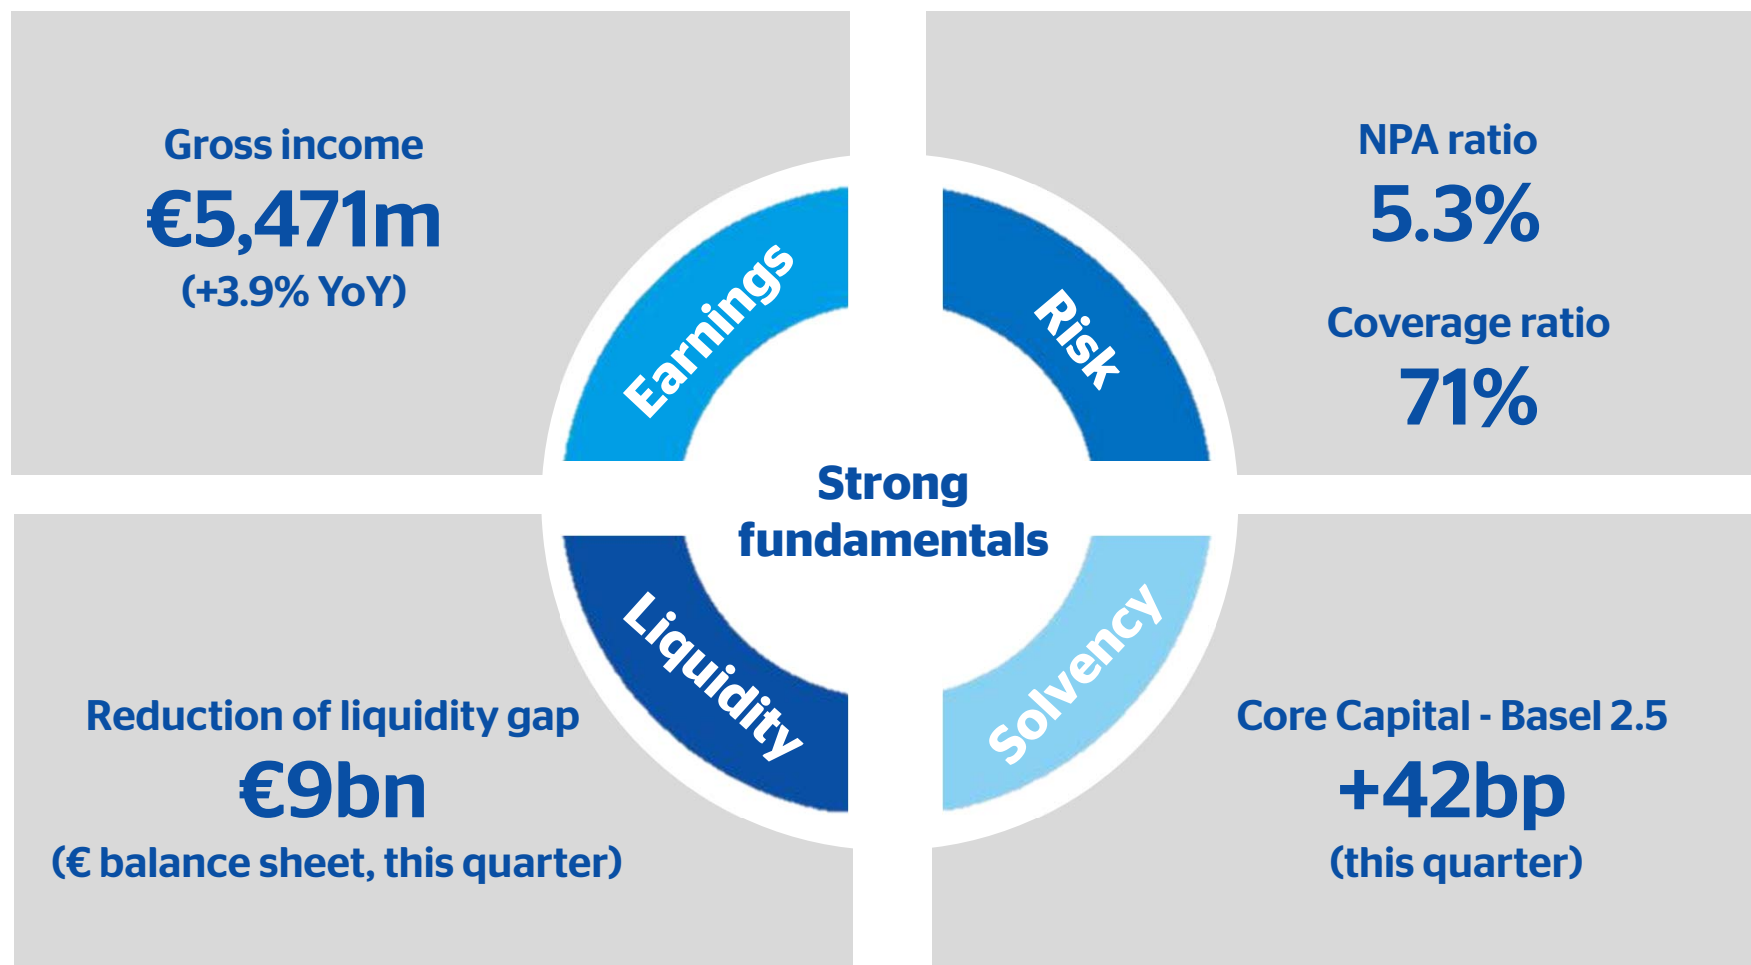 Gross income
€5,471m
(+3.9% YoY)
Earnings
NPA ratio
5.3%
Coverage ratio
71%
Risk
Strong
fundamentals
Reduction of liquidity gap
€9bn
(€ balance sheet, this quarter)
Liquidity
Solvency
Core Capital - Basel 2.5
+42bp
(this quarter)